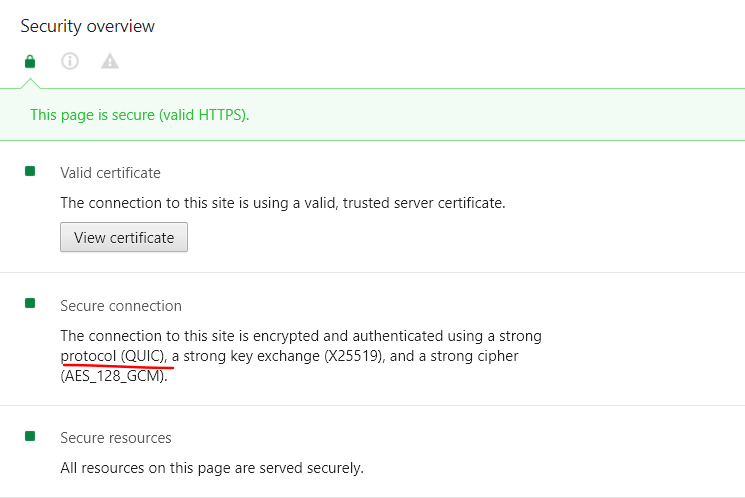 Security overview
This page is secure (valid HTTPS).
Valid certificate
The connection to this site is using a valid, trusted server certificate.
View certificate
Secure connection
The connection to this site is encrypted and authenticated using a strong
protocol (QUIC), a strong key exchange (X25519), and a strong cipher
(AES_128_GCM).
Secure resources
All resources on this page are served securely.